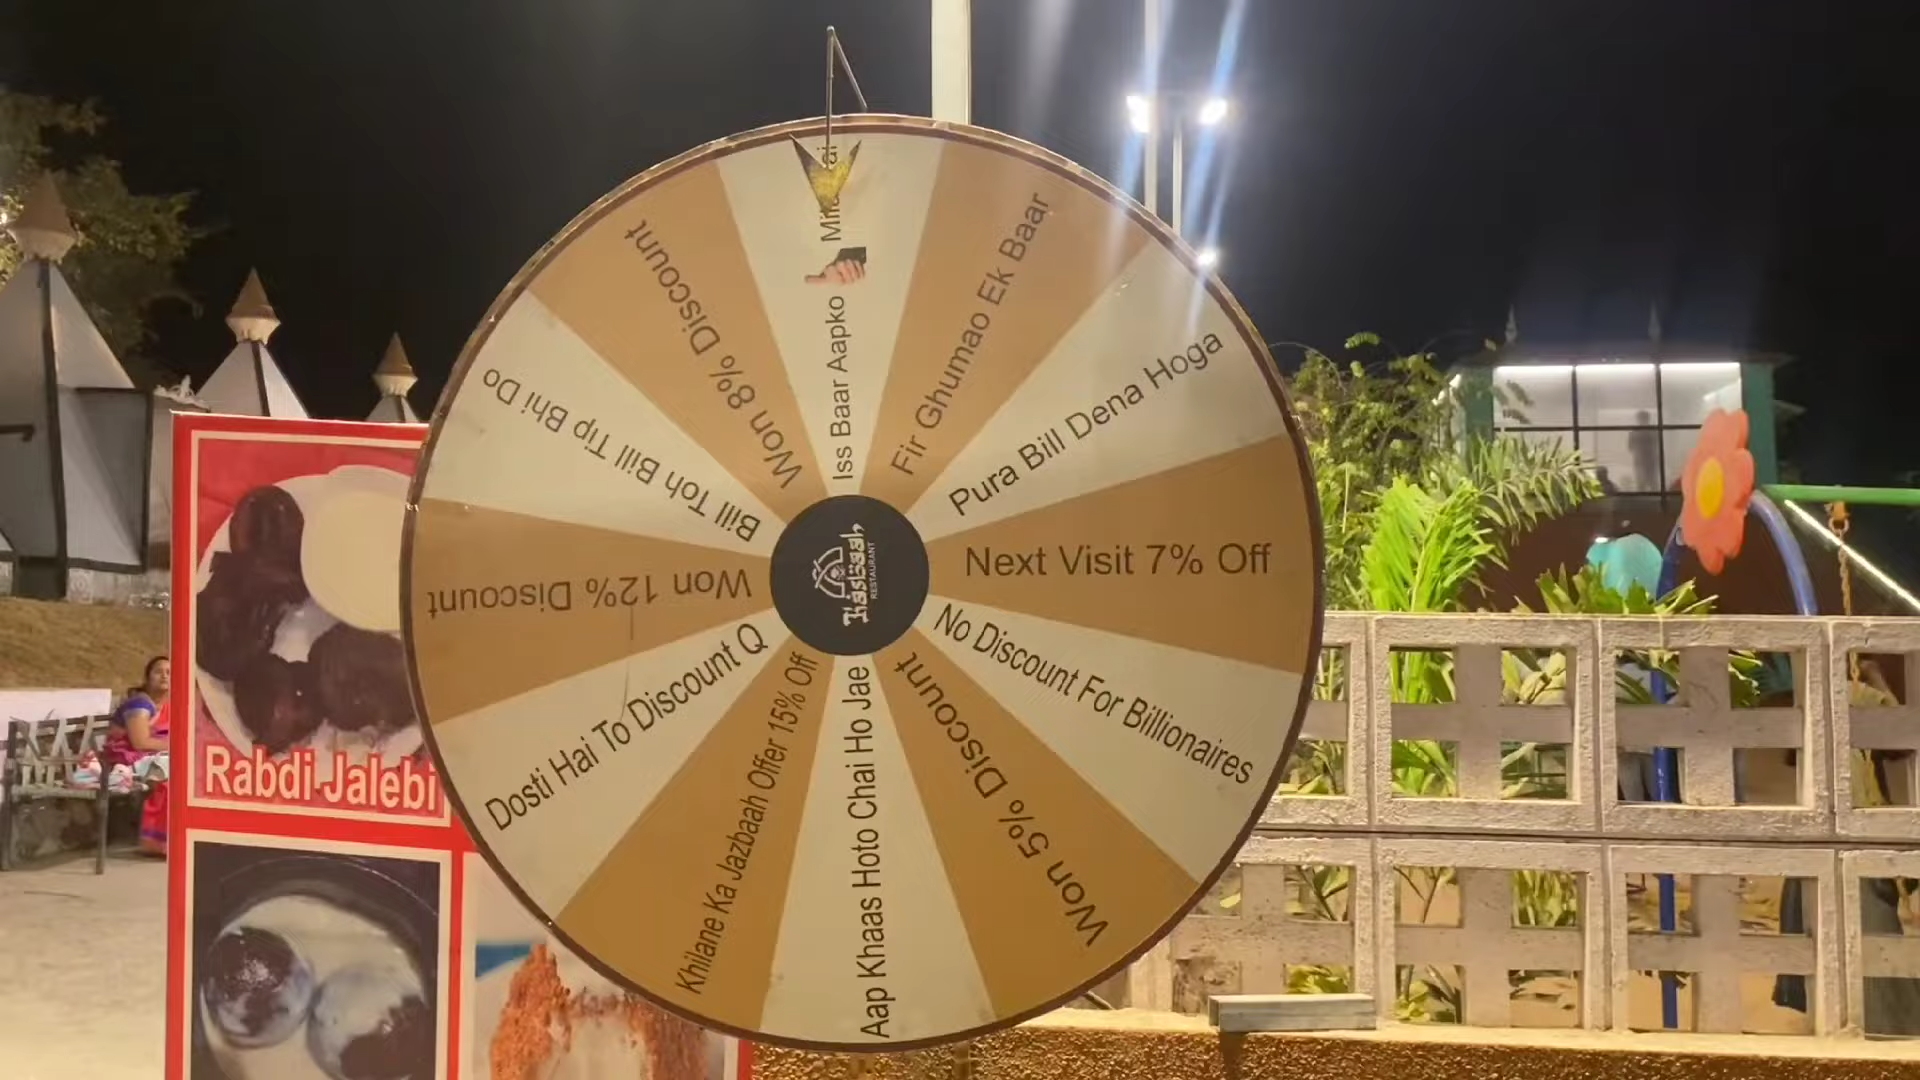 Iss Baar Aapko
Fir Ghumao Ek Baar
Pura Bill Dena Hoga
Next Visit 7% Off
No Discount For Billionaires
Won 5% Discount
Aap Khaas Hoto Chai Ho Jae
Khilane Ka Jazbaah Offer 15% Off
Dosti Hai To Discount Q
Won 12% Discount
Bill Toh Bill Tip Bhi Do
Won 8% Discount
RESTAURANT
Rabdi Jalebi